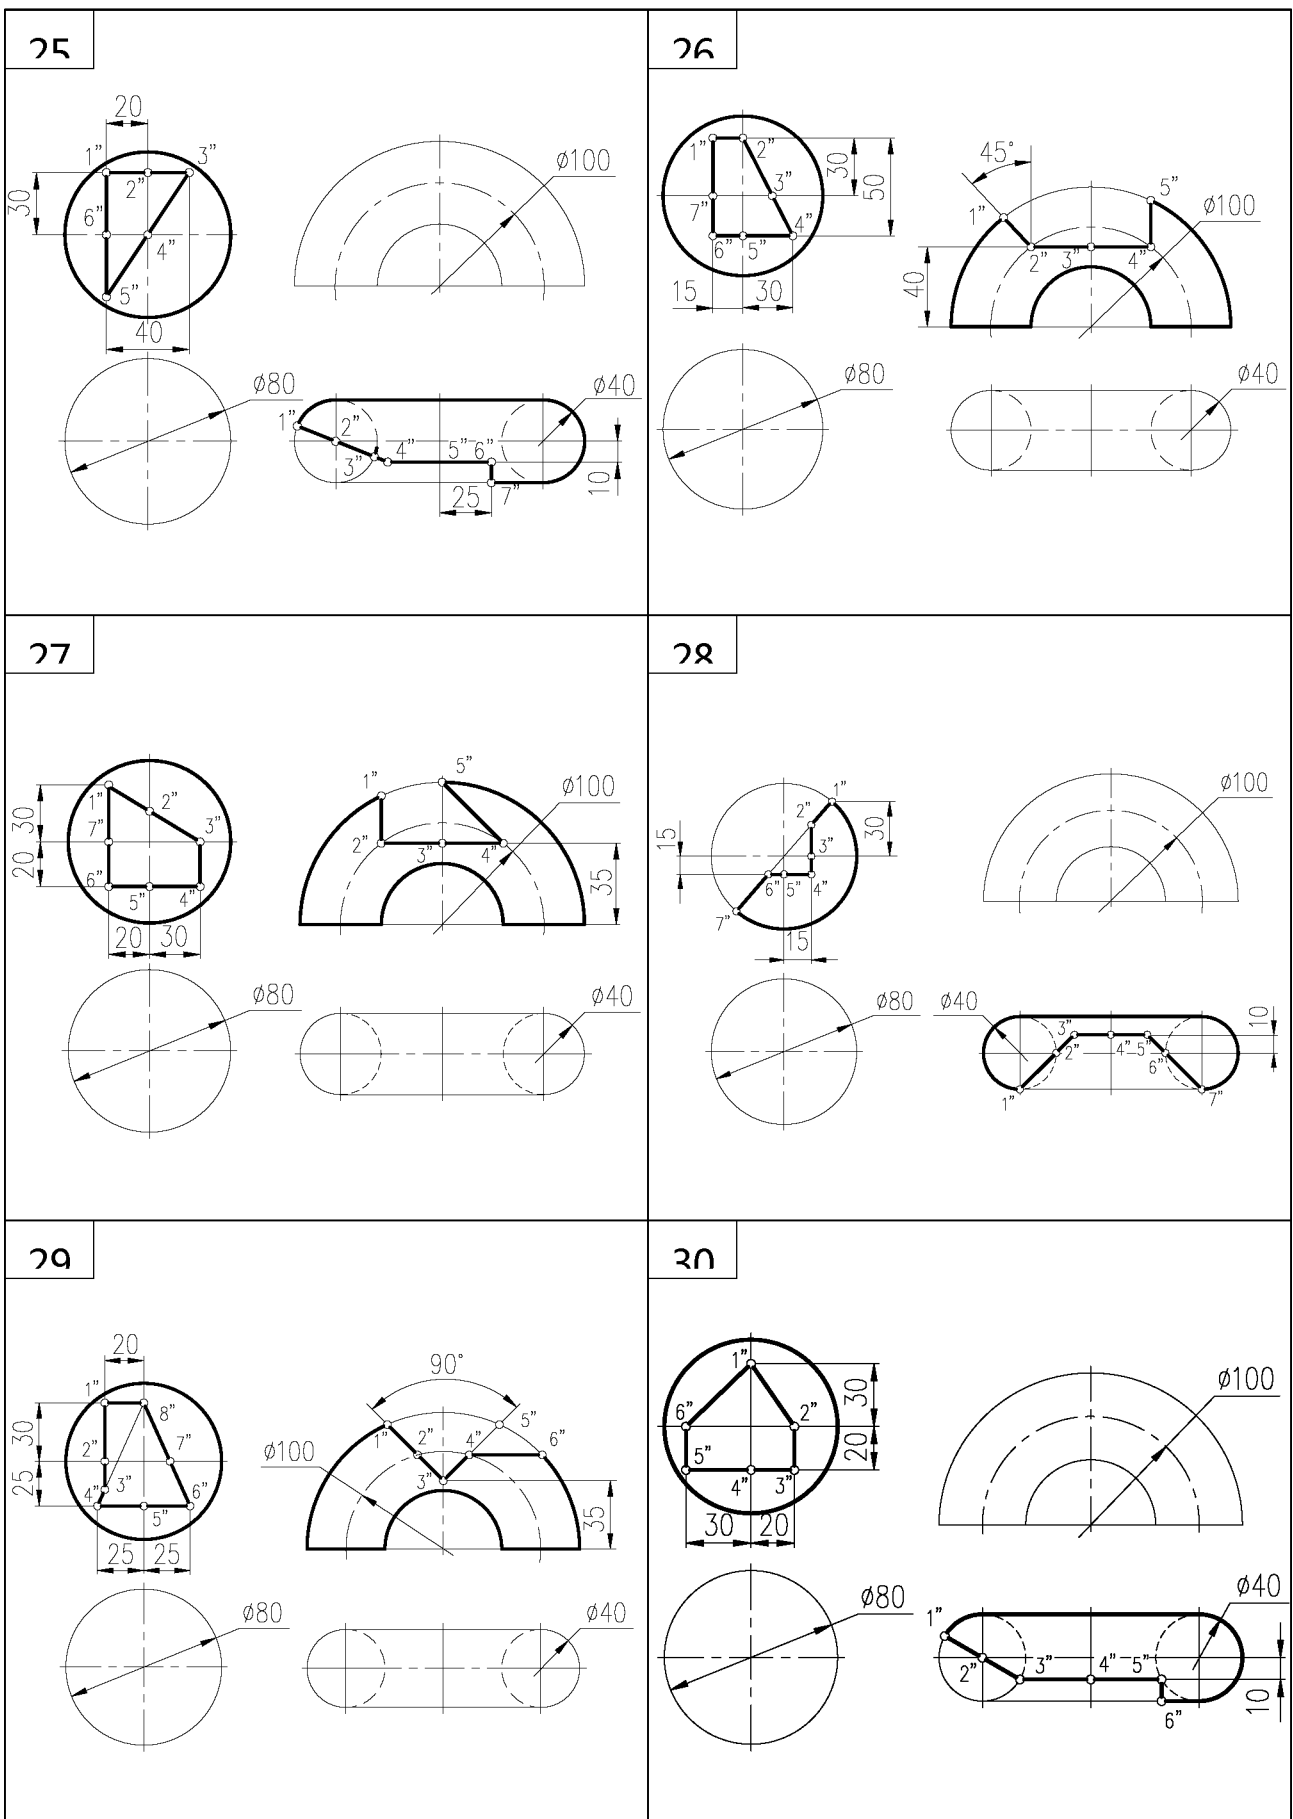 25
20
1” 2” 3”
30
6” 4”
5”
40
ø100
ø80
ø40
1” 2” 3” 4” 5” 6” 7”
25
10
26
1” 2” 3” 4” 5” 6” 7”
30
50
15
30
45°
1” 2” 3” 4” 5”
ø100
40
ø80
ø40
27
30
20
1” 2” 3” 4” 5” 6” 7”
20
30
1” 2” 3” 4” 5”
ø100
35
ø80
ø40
28
15
1” 2” 3” 4” 5” 6” 7”
30
15
ø100
ø80
ø40
1” 2” 3” 4” 5” 6” 7”
10
29
20
30
25
1” 2” 3” 4” 5” 6” 7” 8”
25
25
90°
ø100
1” 2” 3” 4” 5” 6”
35
ø80
ø40
30
1” 2” 3” 4” 5” 6”
30
20
30
20
ø100
ø80
ø40
1” 2” 3” 4” 5” 6”
10